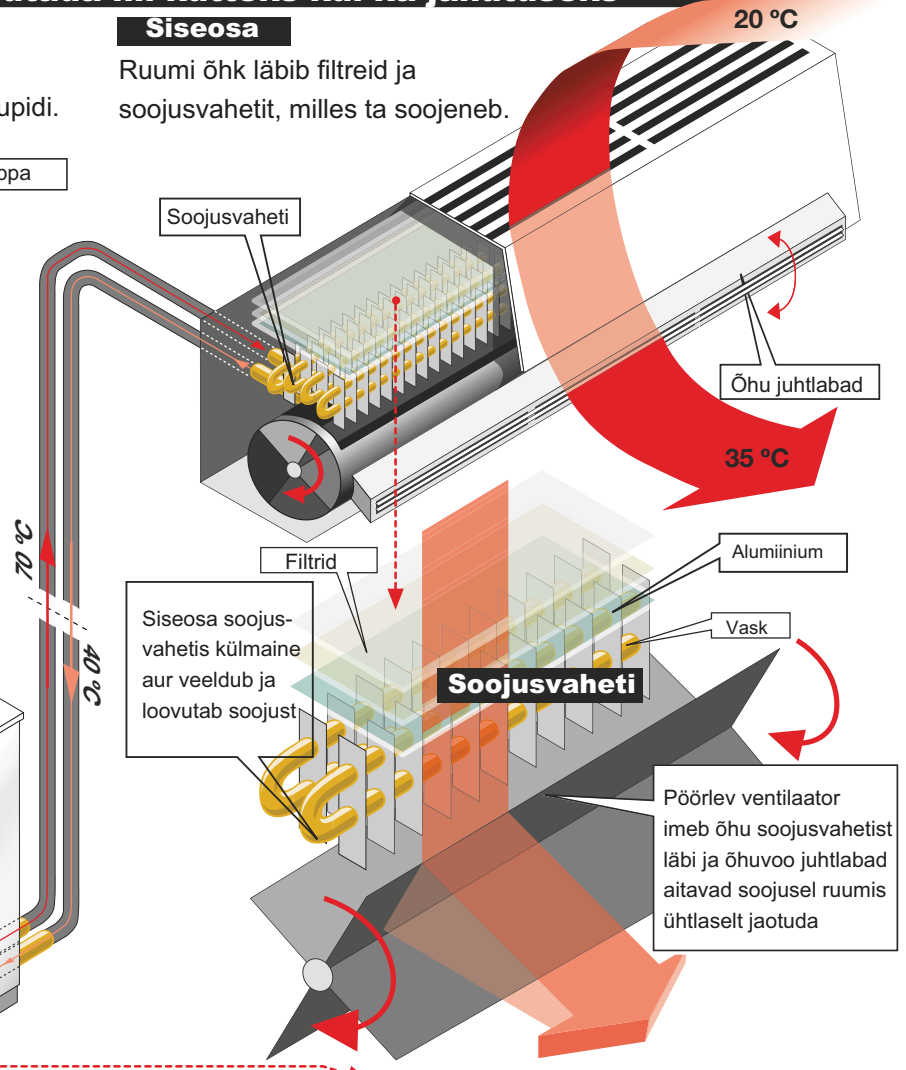 Siseosa
20 ºC
Ruumi õhk läbib filtreid ja
soojusvahetit, milles ta soojeneb.
Soojusvaheti
Õhu juhtlabad
35 ºC
70 ºC
40 ºC
Filtrid
Alumiinium
Vask
Siseosa soojus-
vahetis külmaine
aur veeldub ja
loovutab soojust
Soojusvaheti
Pöörlev ventilaator
imeb õhu soojusvahetist
läbi ja õhuvoo juhtlabad
aitavad soojusel ruumis
ühtlaselt jaotuda